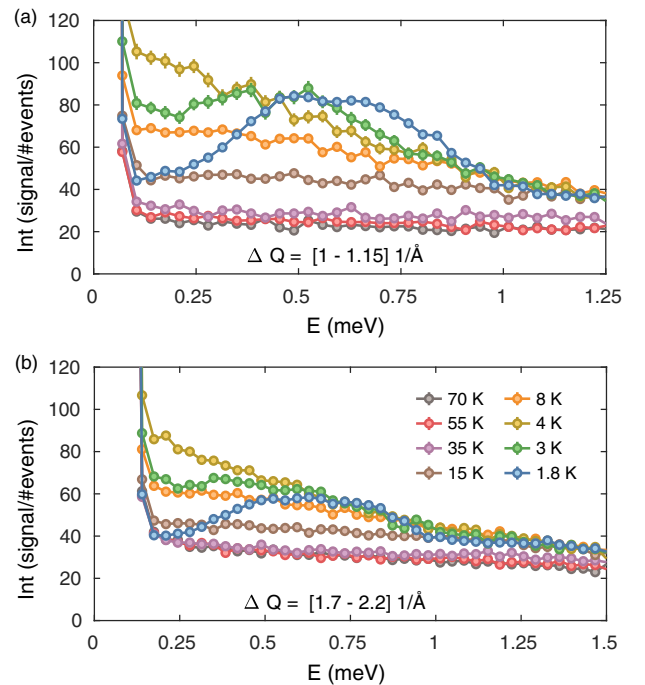 (a)
120
100
80
60
40
20
0
Int (signal/#events)
Δ Q = [1 - 1.15] 1/Å
0 0.25 0.5 0.75 1 1.25
E (meV)
(b)
120
100
80
60
40
20
0
Int (signal/#events)
70 K 8 K
55 K 4 K
35 K 3 K
15 K 1.8 K
Δ Q = [1.7 - 2.2] 1/Å
0 0.25 0.5 0.75 1 1.25 1.5
E (meV)